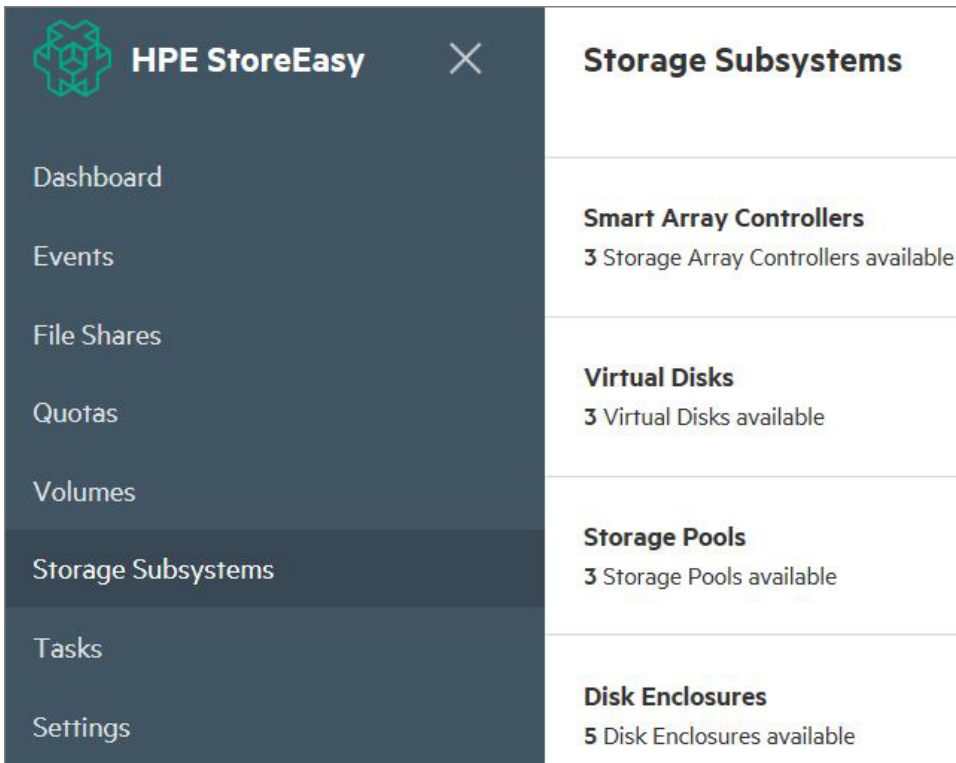 HPE StoreEasy
Dashboard
Events
File Shares
Quotas
Volumes
Storage Subsystems
Tasks
Settings
Storage Subsystems
Smart Array Controllers
3 Storage Array Controllers available
Virtual Disks
3 Virtual Disks available
Storage Pools
3 Storage Pools available
Disk Enclosures
5 Disk Enclosures available